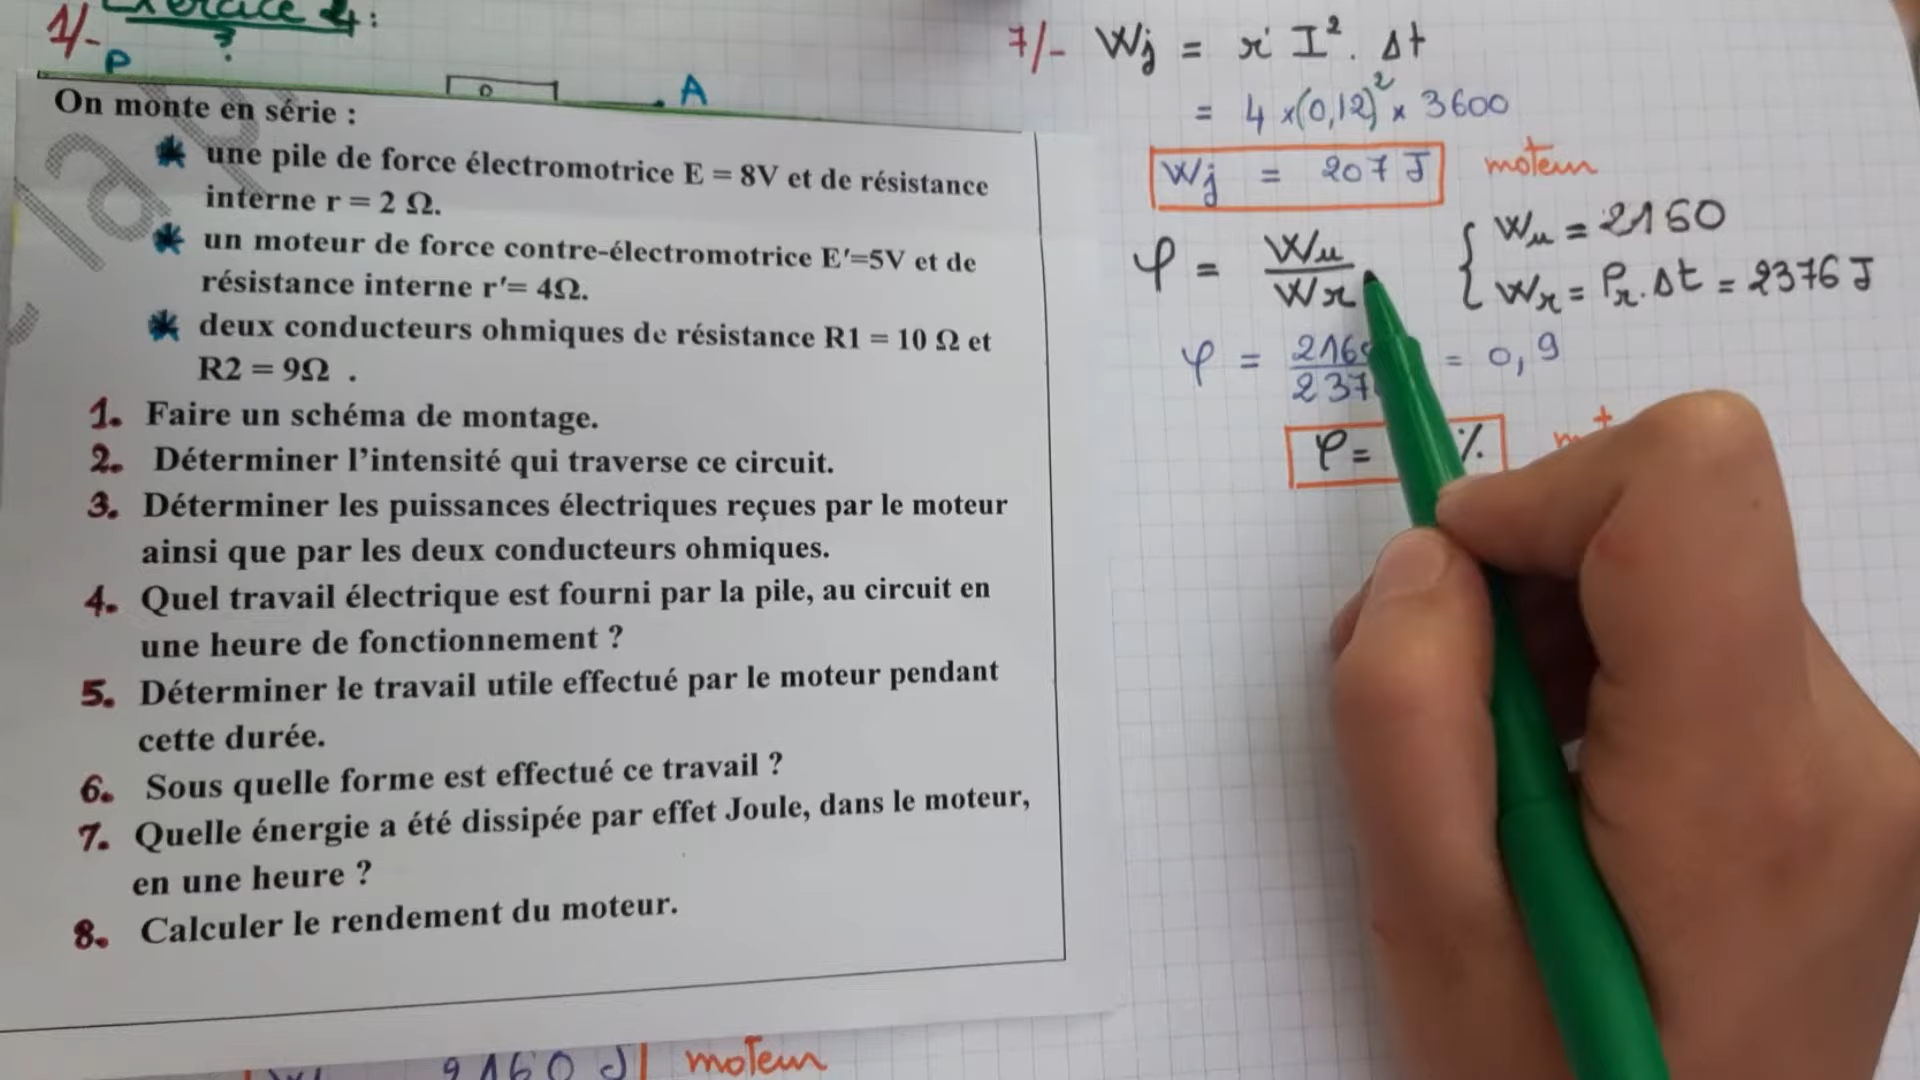 Exercice 4 :
1/-
?
P
A
On monte en série :
une pile de force électromotrice E = 8V et de résistance
interne r = 2 Ω.
un moteur de force contre-électromotrice E'=5V et de
résistance interne r'= 4Ω.
deux conducteurs ohmiques de résistance R1 = 10 Ω et
R2 = 9Ω .
1. Faire un schéma de montage.
2. Déterminer l'intensité qui traverse ce circuit.
3. Déterminer les puissances électriques reçues par le moteur
ainsi que par les deux conducteurs ohmiques.
4. Quel travail électrique est fourni par la pile, au circuit en
une heure de fonctionnement ?
5. Déterminer le travail utile effectué par le moteur pendant
cette durée.
6. Sous quelle forme est effectué ce travail ?
7. Quelle énergie a été dissipée par effet Joule, dans le moteur,
en une heure ?
8. Calculer le rendement du moteur.
2160 J moteur
7/- Wj = r' I². Δt
= 4 ×(0,12)² × 3600
Wj = 207 J moteur
φ = Wu / Wr { Wu = 2160
Wr = Pr. Δt = 2376 J
φ = 2160 / 237 = 0,9
φ = %